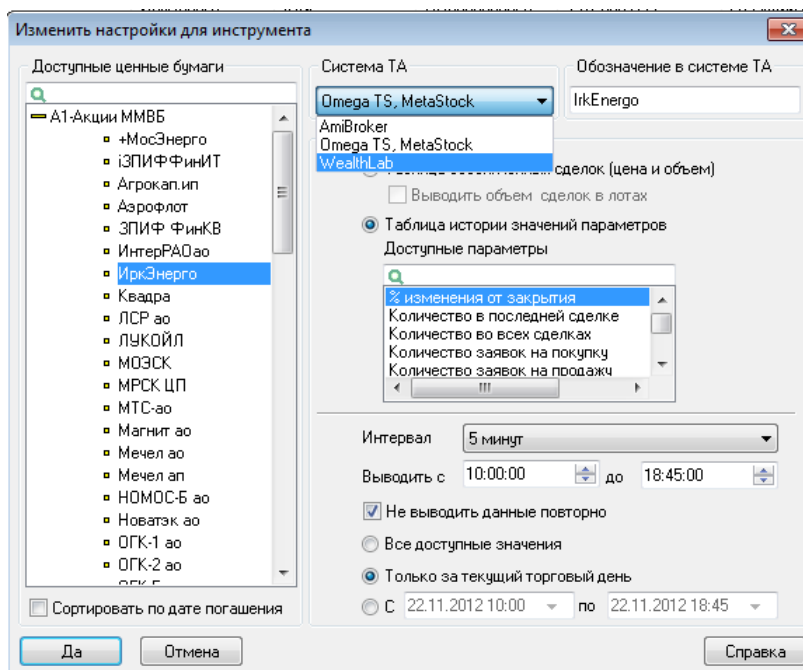 Изменить настройки для инструмента
Доступные ценные бумаги
А1-Акции ММВБ
+МосЭнерго
iЗПИФФинИТ
Агрокап.ип
Аэрофлот
ЗПИФ ФинКВ
ИнтерРАОао
ИркЭнерго
Квадра
ЛСР ао
ЛУКОЙЛ
МОЭСК
МРСК ЦП
МТС-ао
Магнит ао
Мечел ао
Мечел ап
НОМОС-Б ао
Новатэк ао
ОГК-1 ао
ОГК-2 ао
Сортировать по дате погашения
Система ТА
Omega TS, MetaStock
AmiBroker
Omega TS, MetaStock
WealthLab
Обозначение в системе ТА
IrkEnergo
сделок (цена и объем)
Выводить объем сделок в лотах
Таблица истории значений параметров
Доступные параметры
% изменения от закрытия
Количество в последней сделке
Количество во всех сделках
Количество заявок на покупку
Количество заявок на продажу
Интервал
5 минут
Выводить с 10:00:00 до 18:45:00
Не выводить данные повторно
Все доступные значения
Только за текущий торговый день
С 22.11.2012 10:00 по 22.11.2012 18:45
Да
Отмена
Справка